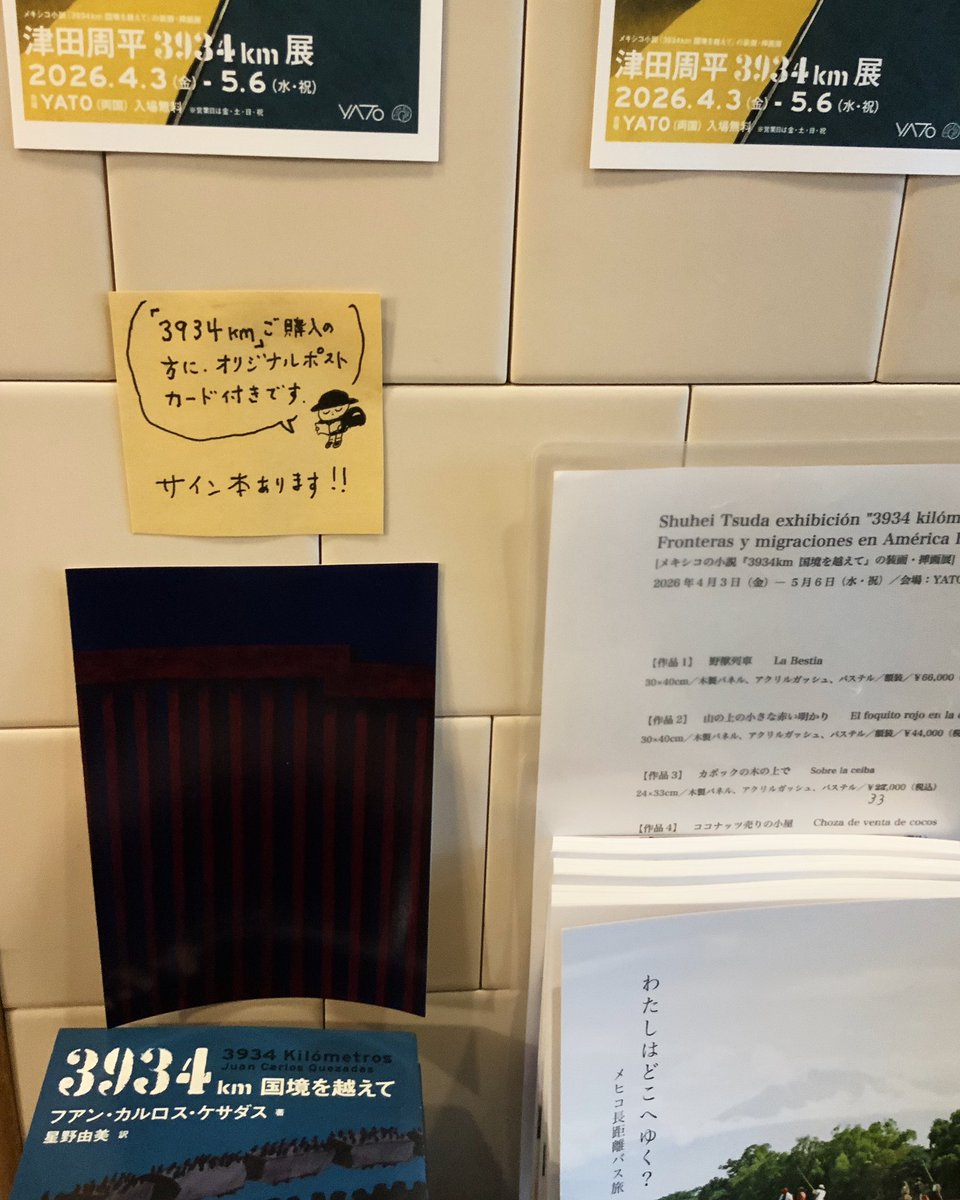 メキシコ小説『3934km 国境を越えて』の装画・挿画展
津田周平 3934km 展
2026.4.3(金) - 5.6(水・祝)
会場 YATO(両国) 入場無料 ※営業日は金・土・日・祝
YATO
メキシコ小説『3934km 国境を越えて』の装画・挿画展
津田周平 3934km 展
2026.4.3(金) - 5.6(水・祝)
会場 YATO(両国) 入場無料 ※営業日は金・土・日・祝
YATO
「3934km」ご購入の
方に、オリジナルポスト
カード付きです.
サイン本あります!!
Shuhei Tsuda exhibición "3934 kilóm
Fronteras y migraciones en América
[メキシコの小説『3934km 国境を越えて』の装画・挿画展]
2026年4月3日(金)― 5月6日(水・祝)/会場:YATO
【作品1】 野獣列車 La Bestia
30×40cm/木製パネル、アクリルガッシュ、パステル/額装/¥66,000
【作品2】 山の上の小さな赤い明かり El foquito rojo en la
30×40cm/木製パネル、アクリルガッシュ、パステル/額装/¥44,000(税
【作品3】 カポックの木の上で Sobre la ceiba
24×33cm/木製パネル、アクリルガッシュ、パステル/¥,000(税込)
33
【作品4】 ココナッツ売りの小屋 Choza de venta de cocos
3934 km 国境を越えて
3934 Kilómetros
Juan Carlos Quezadas
フアン・カルロス・ケサダス 著
星野由美 訳
わたしはどこへゆく?
メヒコ長距離バス旅